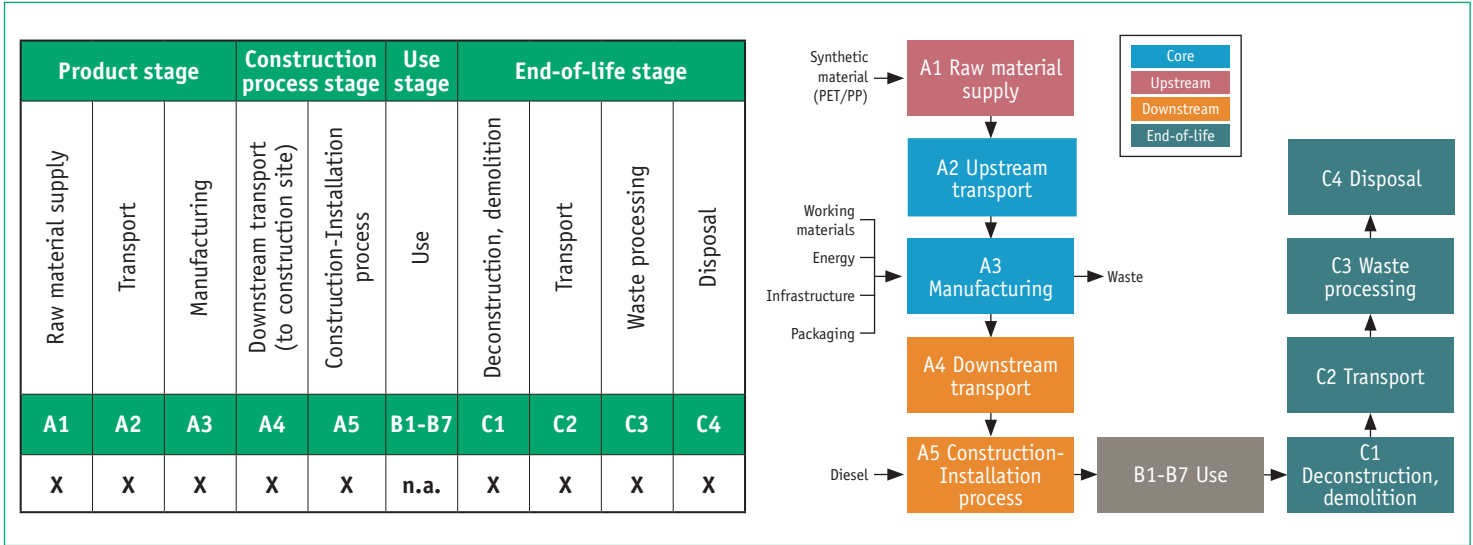 Product stage
Construction
process stage
Use
stage
End-of-life stage
Raw material supply
Transport
Manufacturing
Downstream transport
(to construction site)
Construction-Installation
process
Use
Deconstruction, demolition
Transport
Waste processing
Disposal
A1 A2 A3 A4 A5 B1-B7 C1 C2 C3 C4
X X X X X n.a. X X X X
Synthetic
material
(PET/PP)
A1 Raw material
supply
Core
Upstream
Downstream
End-of-life
A2 Upstream
transport
C4 Disposal
Working
materials
Energy
Infrastructure
Packaging
A3
Manufacturing
Waste
C3 Waste
processing
A4 Downstream
transport
C2 Transport
Diesel
A5 Construction-
Installation
process
B1-B7 Use
C1
Deconstruction,
demolition